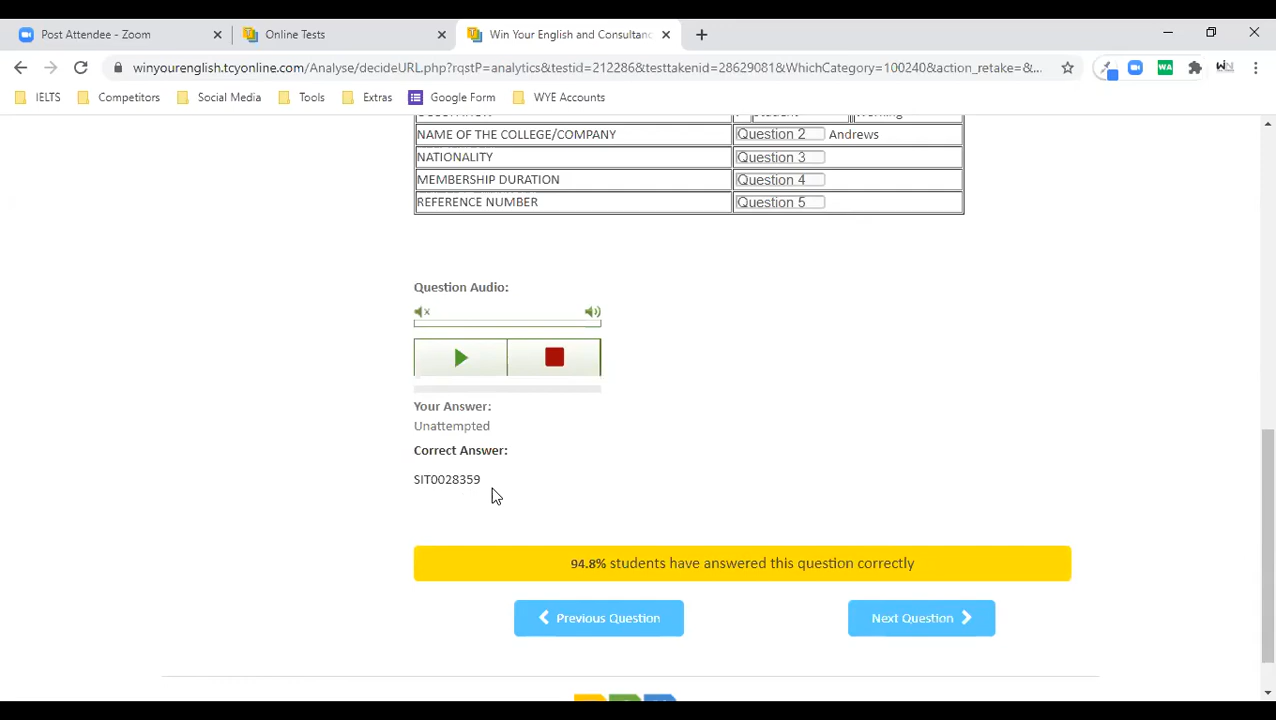 Post Attendee - Zoom
Online Tests
Win Your English and Consultanc
winyourenglish.tcyonline.com/Analyse/decideURL.php?rostP=analytics&testid=212286&testtakenid=28629081&WhichCategory=100240&action_retake=&...
WA
IELTS
Competitors
Social Media
Tools
Extras
Google Form
WYE Accounts
NAME OF THE COLLEGE/COMPANY
Question 2 Andrews
NATIONALITY
Question 3
MEMBERSHIP DURATION
Question 4
REFERENCE NUMBER
Question 5
Question Audio:
Your Answer:
Unattempted
Correct Answer:
SIT0028359
94.8% students have answered this question correctly
Previous Question
Next Question